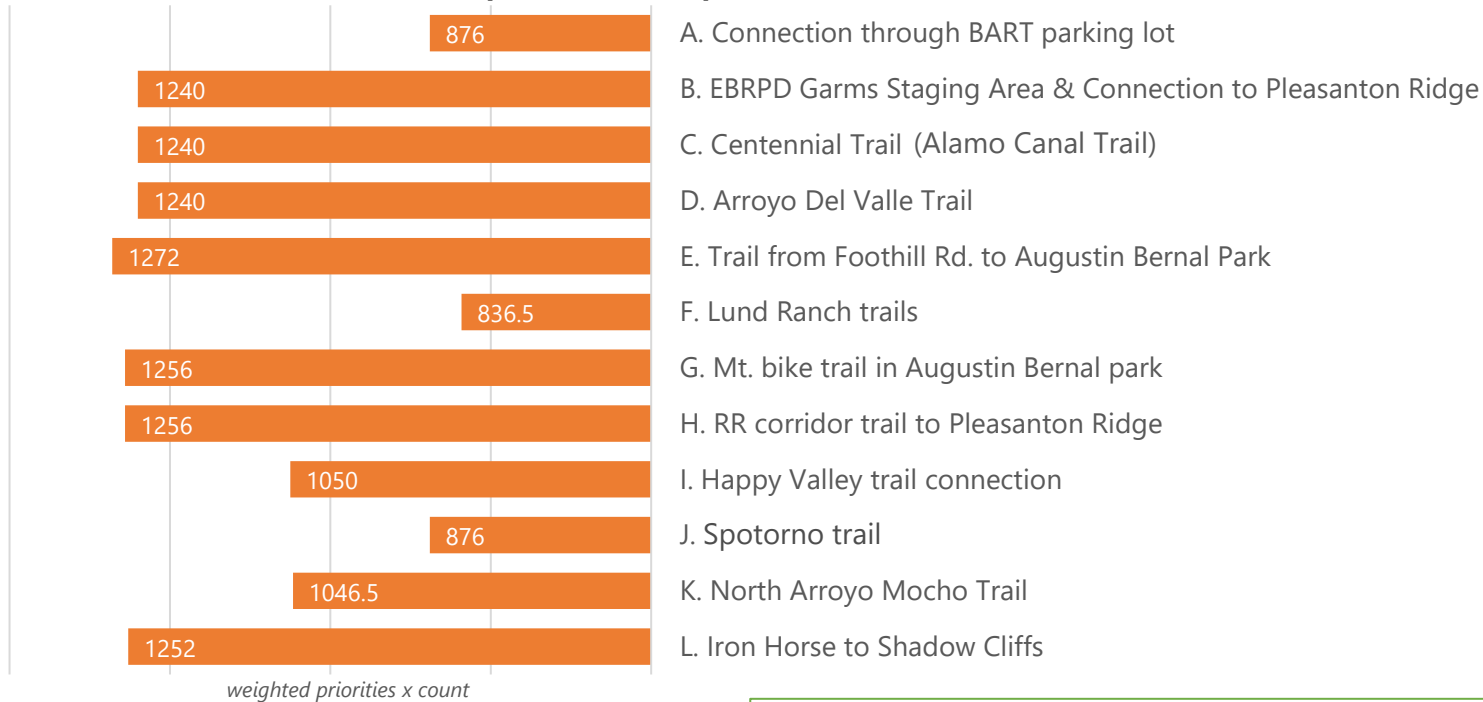 876 A. Connection through BART parking lot
1240 B. EBRPD Garms Staging Area & Connection to Pleasanton Ridge
1240 C. Centennial Trail (Alamo Canal Trail)
1240 D. Arroyo Del Valle Trail
1272 E. Trail from Foothill Rd. to Augustin Bernal Park
836.5 F. Lund Ranch trails
1256 G. Mt. bike trail in Augustin Bernal park
1256 H. RR corridor trail to Pleasanton Ridge
1050 I. Happy Valley trail connection
876 J. Spotorno trail
1046.5 K. North Arroyo Mocho Trail
1252 L. Iron Horse to Shadow Cliffs
weighted priorities x count